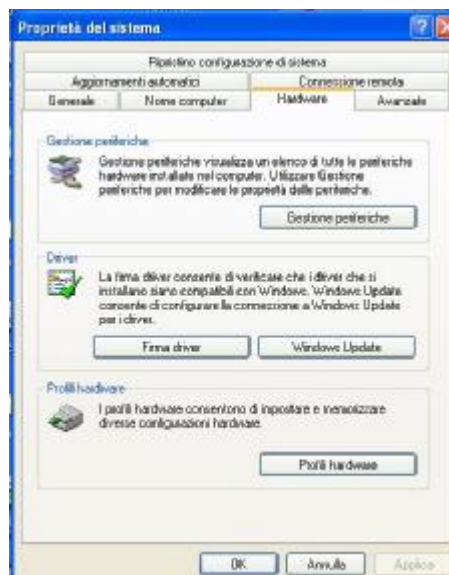 Proprietà del sistema
Ripristino configurazione di sistema
Aggiornamenti automatici Connessione remota
Generale Nome computer Hardware Avanzate
Gestione periferiche
Gestione periferiche visualizza un elenco di tutte le periferiche
hardware installate nel computer. Utilizzare Gestione
periferiche per modificare le proprietà delle periferiche.
Gestione periferiche
Driver
La firma driver consente di verificare che i driver che si
installano siano compatibili con Windows. Windows Update
consente di configurare la connessione a Windows Update
per i driver.
Firma driver Windows Update
Profili hardware
I profili hardware consentono di impostare e memorizzare
diverse configurazioni hardware.
Profili hardware
OK Annulla Applica